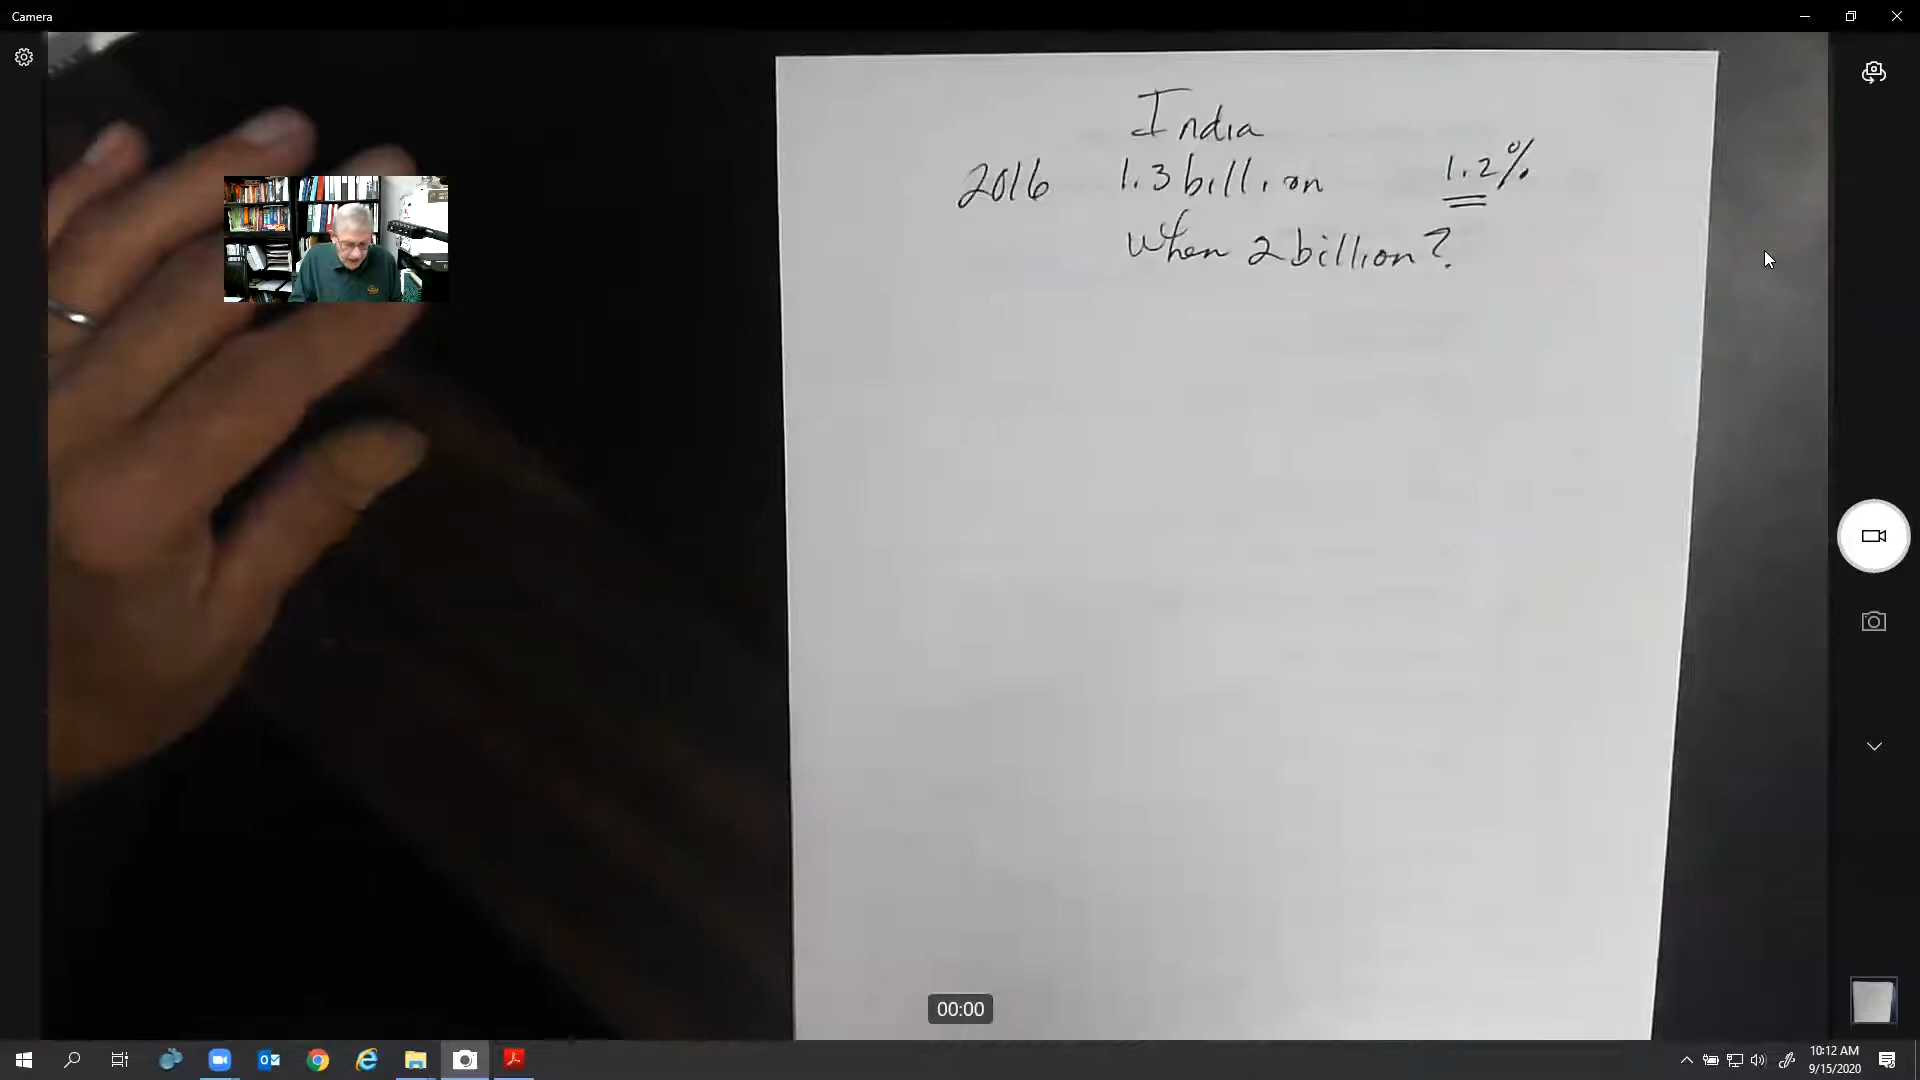 Camera
India
2016 1.3 billion 1.2%
When 2 billion?
00:00
10:12 AM
9/15/2020